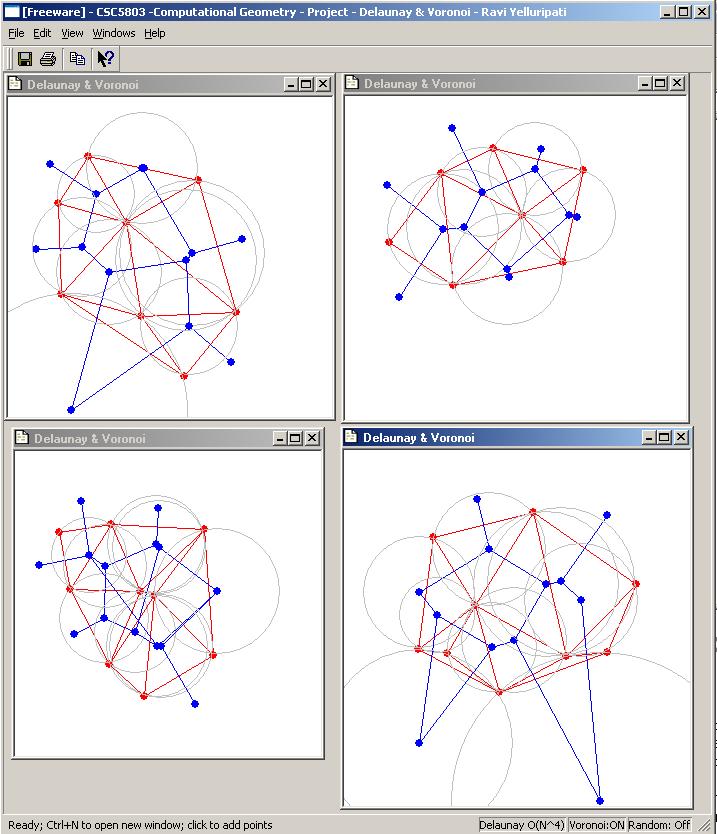 [Freeware] - CSC5803 -Computational Geometry - Project - Delaunay & Voronoi - Ravi Yelluripati
File Edit View Windows Help
Delaunay & Voronoi
Delaunay & Voronoi
Delaunay & Voronoi
Delaunay & Voronoi
Ready; Ctrl+N to open new window; click to add points
Delaunay O(N^4) Voronoi:ON Random: Off